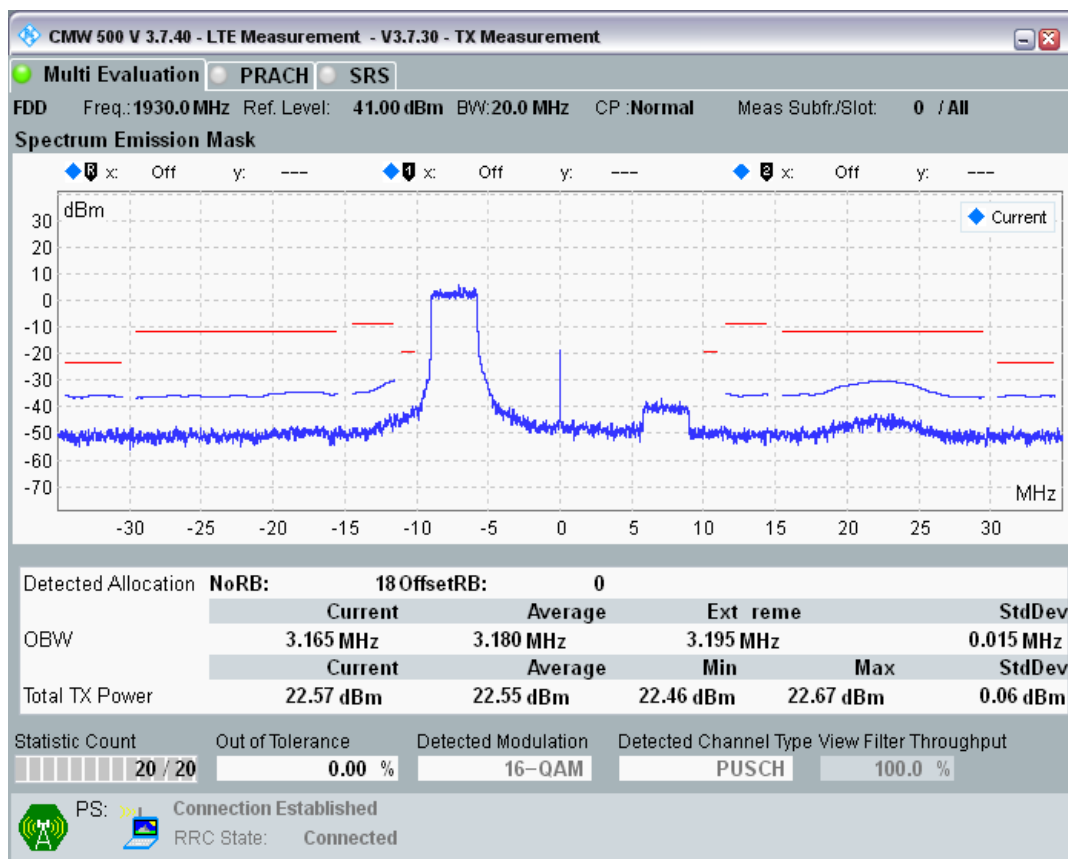 CMW 500 V 3.7.40 - LTE Measurement - V3.7.30 - TX Measurement
Multi Evaluation PRACH SRS
FDD Freq.: 1930.0 MHz Ref. Level: 41.00 dBm BW: 20.0 MHz CP : Normal Meas Subfr./Slot: 0 / All
Spectrum Emission Mask
R x: Off y: --- 1 x: Off y: --- 2 x: Off y: ---
dBm
Current
30
20
10
0
-10
-20
-30
-40
-50
-60
-70
MHz
-30 -25 -20 -15 -10 -5 0 5 10 15 20 25 30
Detected Allocation NoRB: 18 OffsetRB: 0
Current Average Ext reme StdDev
OBW 3.165 MHz 3.180 MHz 3.195 MHz 0.015 MHz
Current Average Min Max StdDev
Total TX Power 22.57 dBm 22.55 dBm 22.46 dBm 22.67 dBm 0.06 dBm
Statistic Count Out of Tolerance Detected Modulation Detected Channel Type View Filter Throughput
20 / 20 0.00 % 16-QAM PUSCH 100.0 %
PS: Connection Established
RRC State: Connected